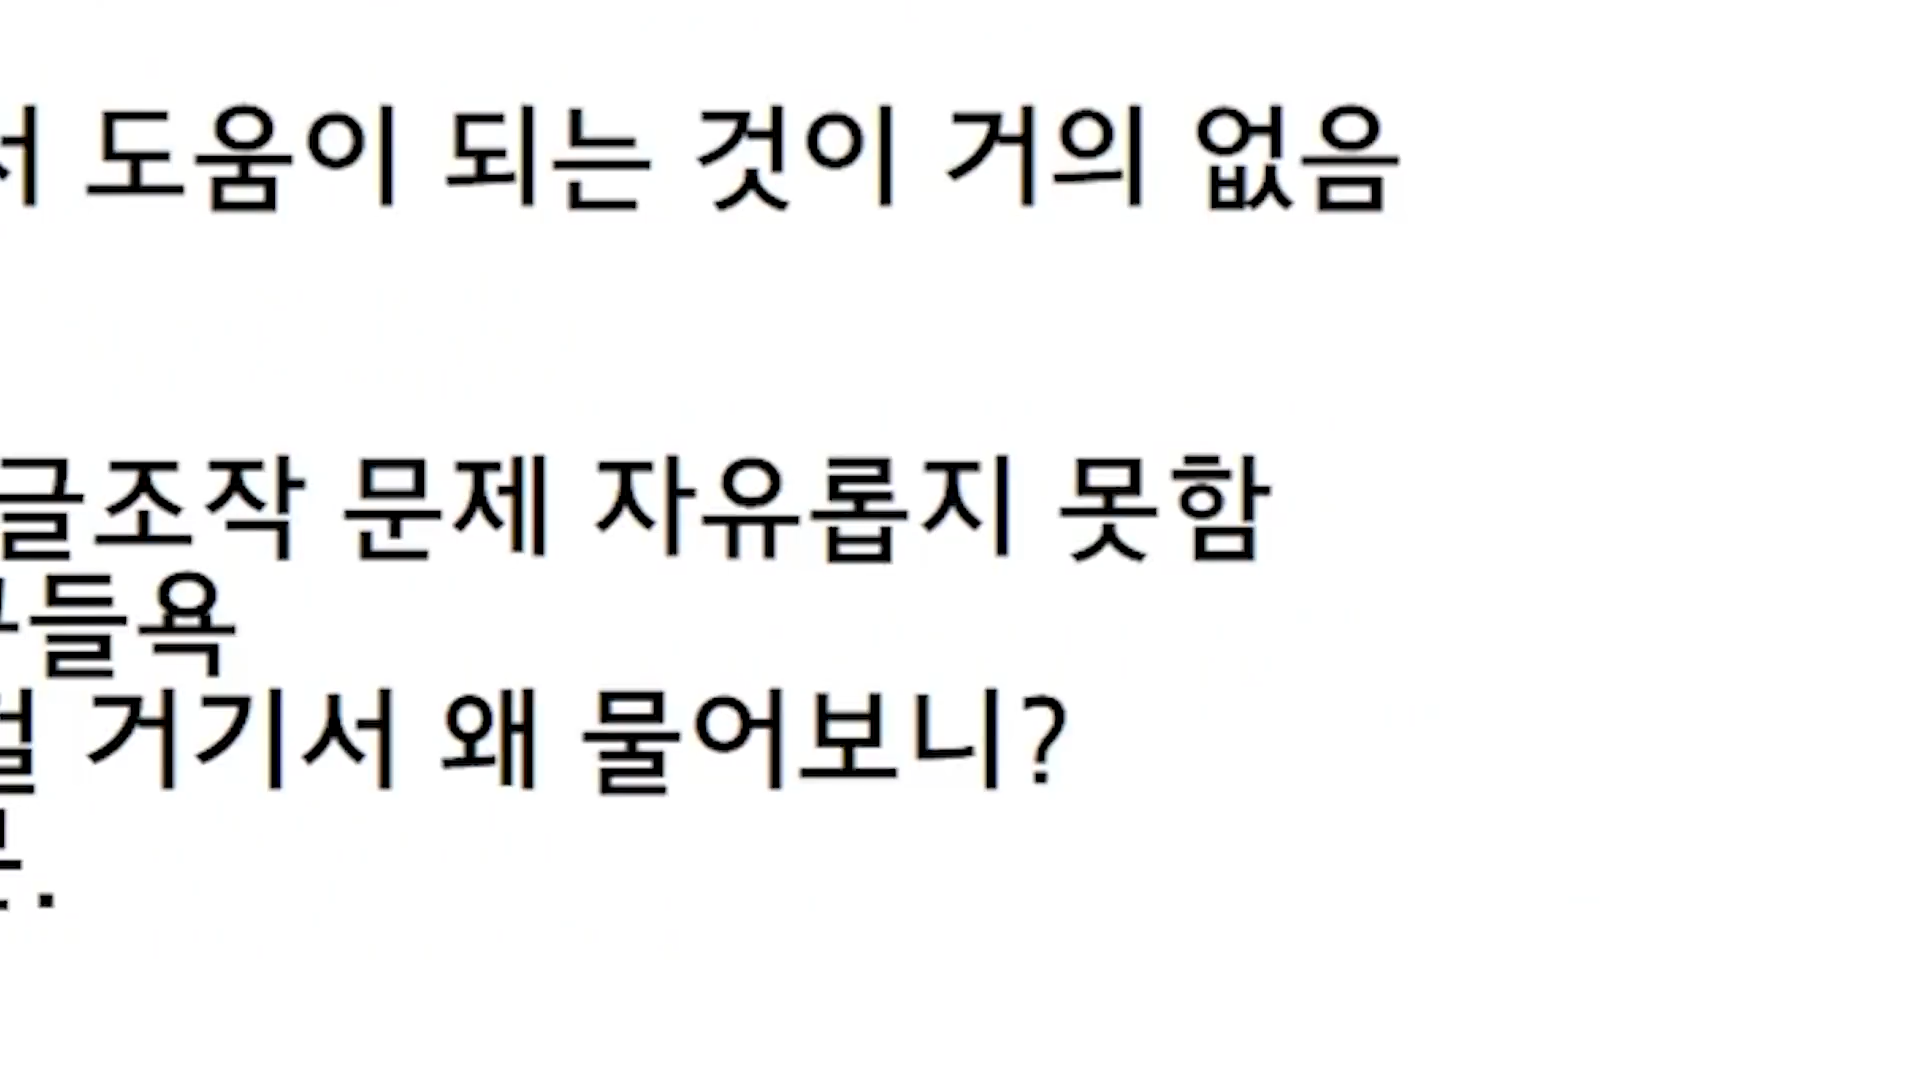 서 도움이 되는 것이 거의 없음
글조작 문제 자유롭지 못함
들욕
걸 거기서 왜 물어보니?